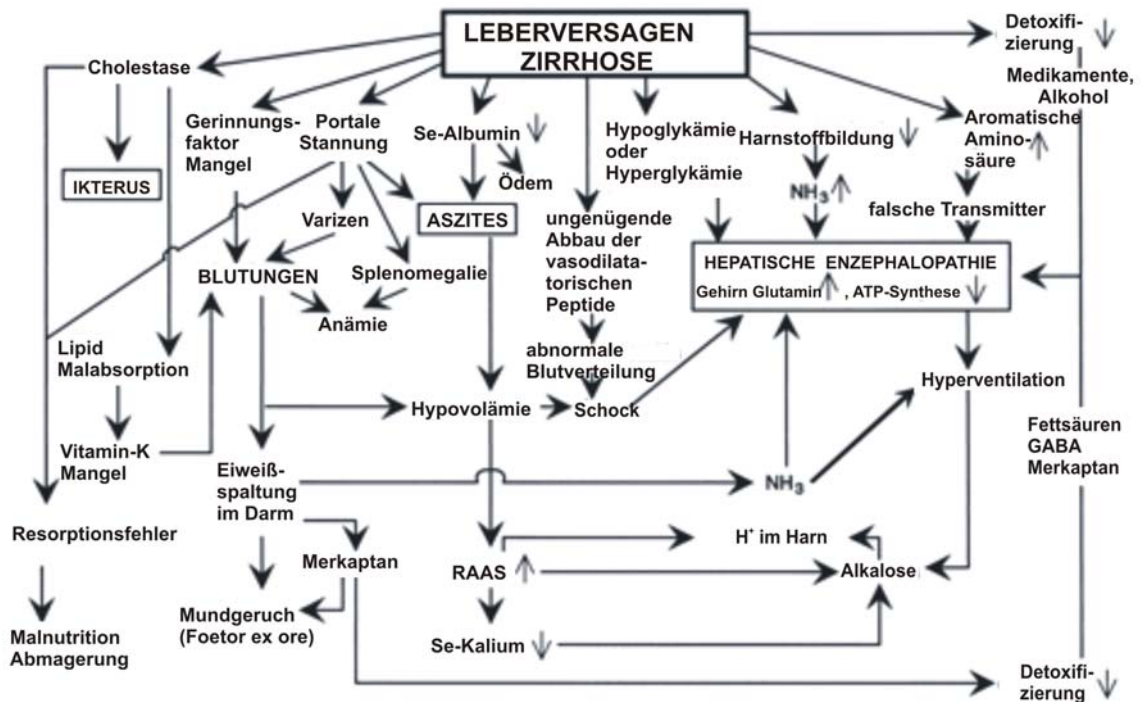 LEBERVERSAGEN
ZIRRHOSE
Detoxifi-
zierung ↓
Cholestase
Medikamente,
Alkohol
Gerinnungs-
faktor
Mangel
Portale
Stannung
Se-Albumin ↓
Hypoglykämie
oder
Hyperglykämie
Harnstoffbildung ↓
Aromatische
Amino-
säure ↑
IKTERUS
Ödem
NH₃ ↑
Varizen
ASZITES
ungenügende
Abbau der
vasodilata-
torischen
Peptide
falsche Transmitter
BLUTUNGEN
Splenomegalie
HEPATISCHE ENZEPHALOPATHIE
Gehirn Glutamin ↑ , ATP-Synthese ↓
Anämie
Lipid
Malabsorption
abnormale
Blutverteilung
Hyperventilation
Hypovolämie
Schock
Vitamin-K
Mangel
Fettsäuren
GABA
Merkaptan
Eiweiß-
spaltung
im Darm
NH₃
Resorptionsfehler
H⁺ im Harn
Merkaptan
RAAS ↑
Alkalose
Mundgeruch
(Foetor ex ore)
Malnutrition
Abmagerung
Se-Kalium ↓
Detoxifi-
zierung ↓